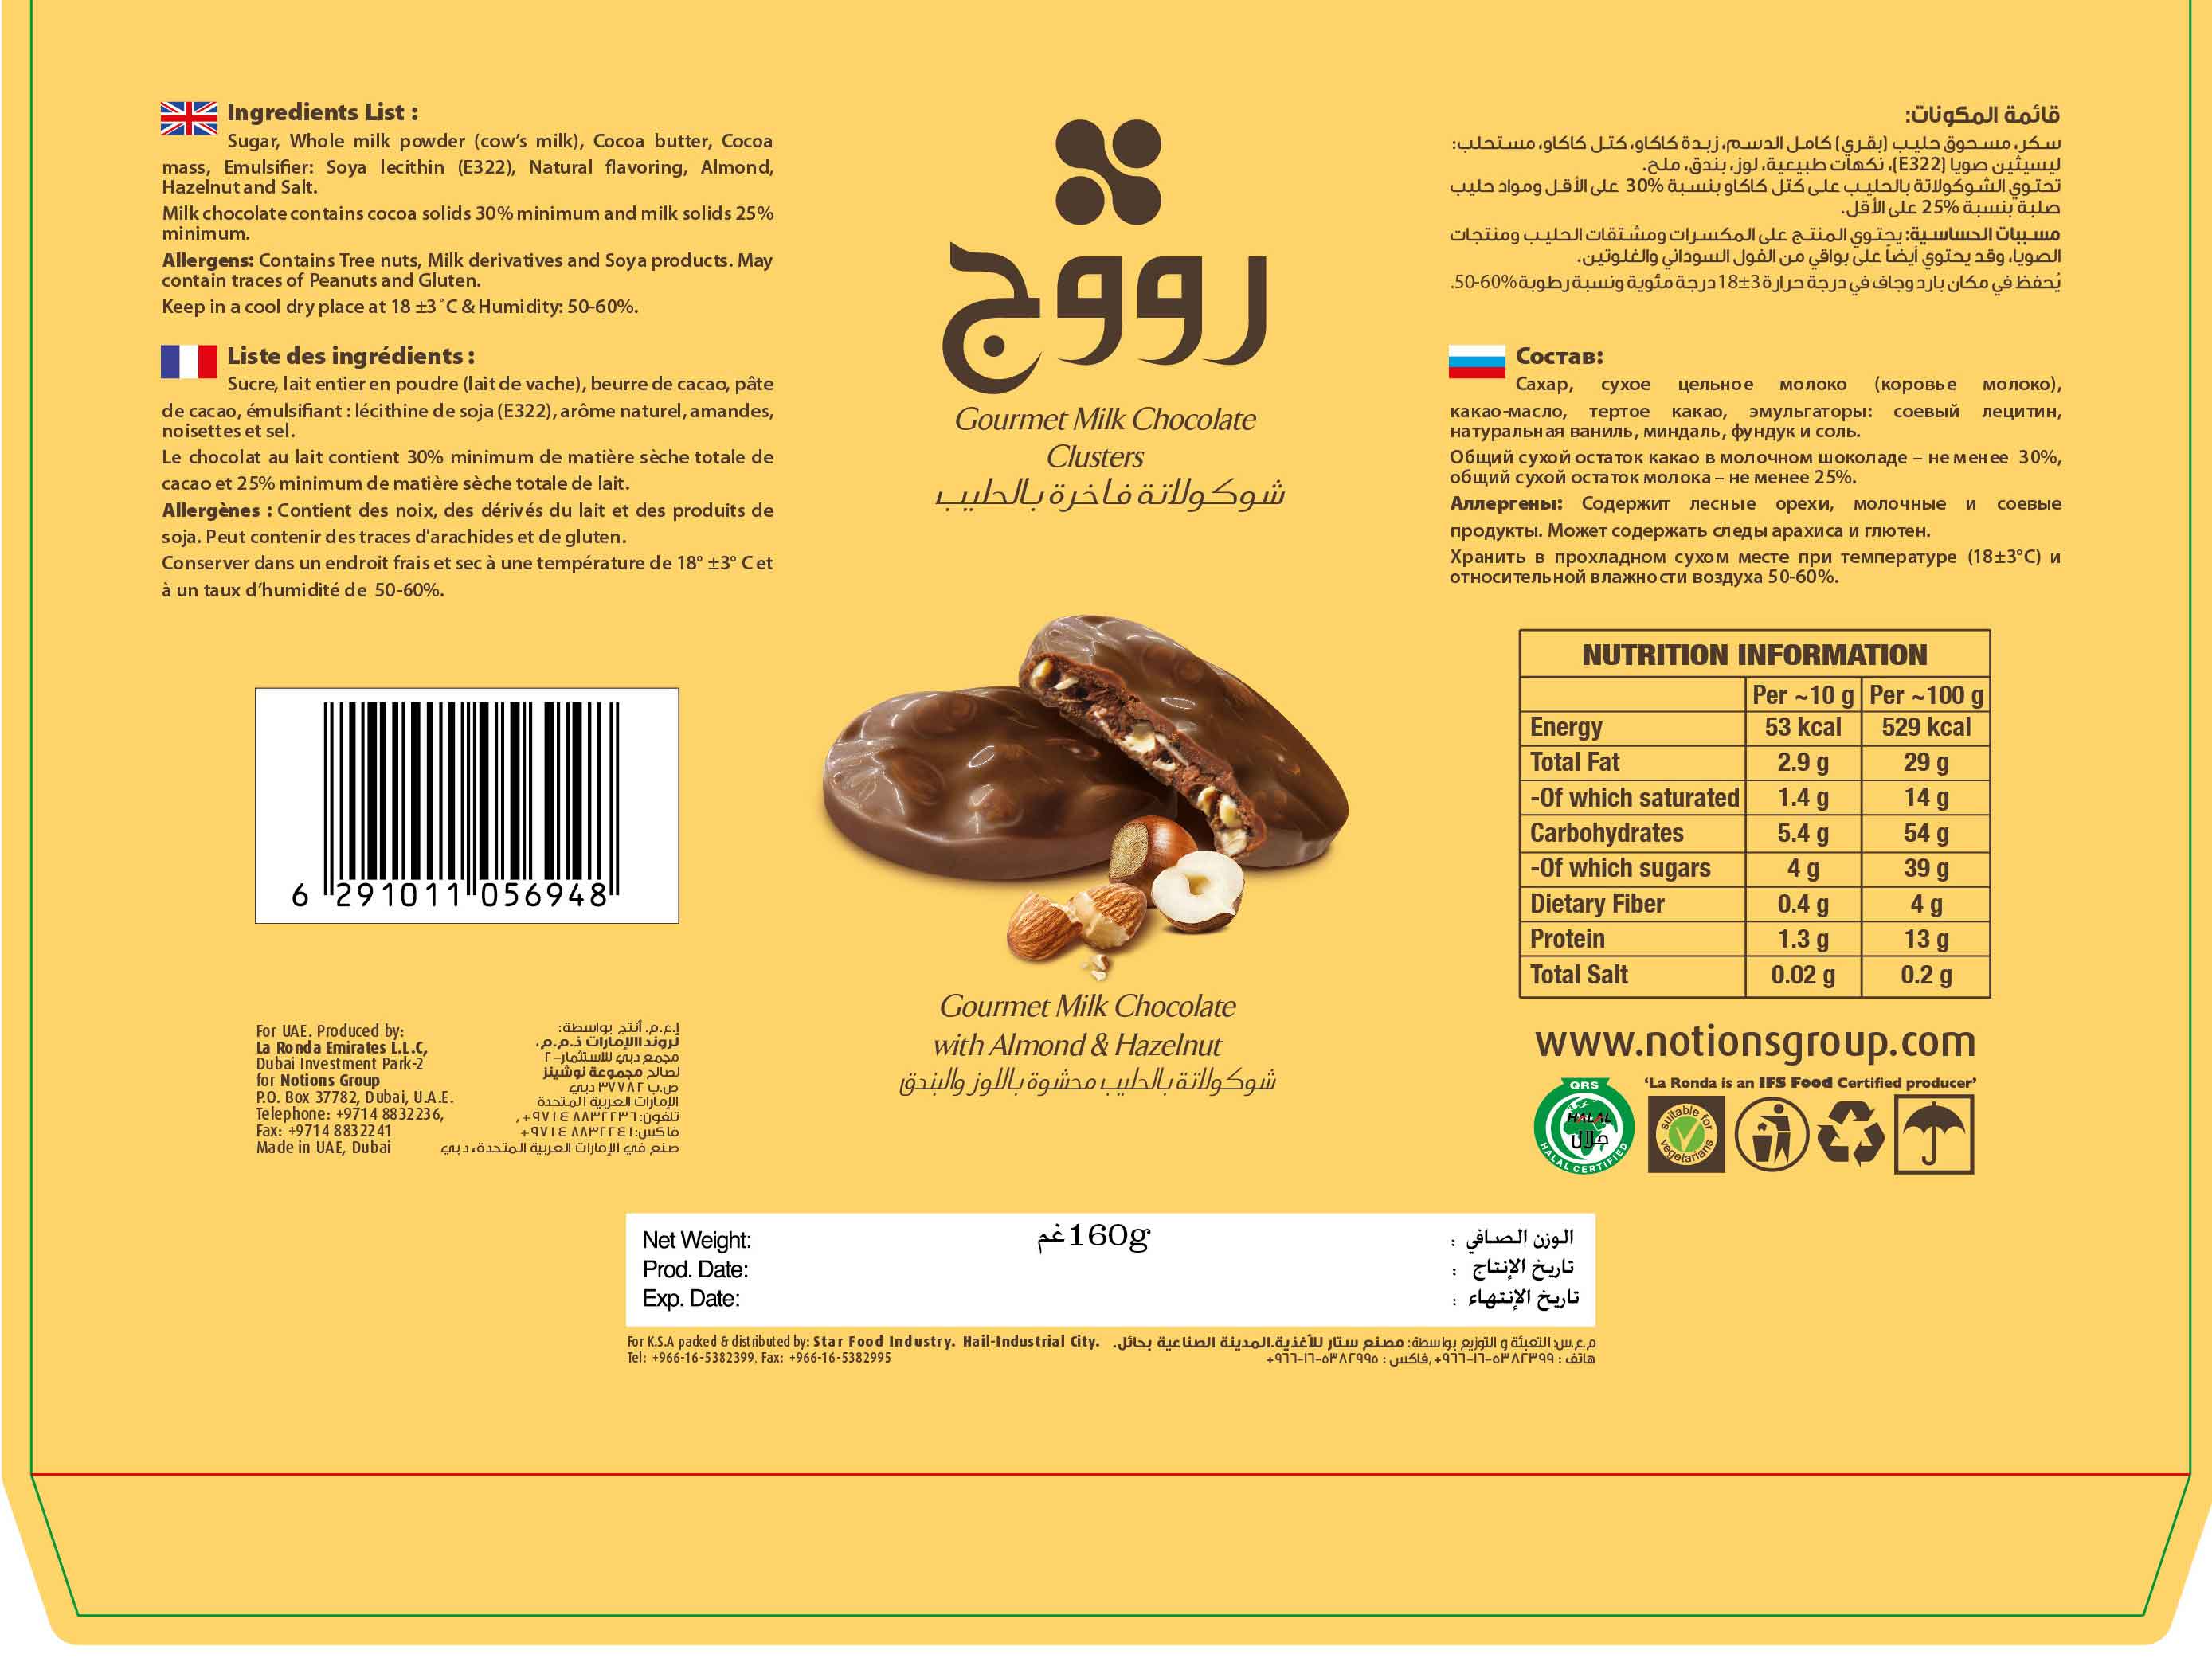 Ingredients List :
Sugar, Whole milk powder (cow's milk), Cocoa butter, Cocoa
mass, Emulsifier: Soya lecithin (E322), Natural flavoring, Almond,
Hazelnut and Salt.
Milk chocolate contains cocoa solids 30% minimum and milk solids 25%
minimum.
Allergens: Contains Tree nuts, Milk derivatives and Soya products. May
contain traces of Peanuts and Gluten.
Keep in a cool dry place at 18 ±3˚C & Humidity: 50-60%.
Liste des ingrédients :
Sucre, lait entier en poudre (lait de vache), beurre de cacao, pâte
de cacao, émulsifiant : lécithine de soja (E322), arôme naturel, amandes,
noisettes et sel.
Le chocolat au lait contient 30% minimum de matière sèche totale de
cacao et 25% minimum de matière sèche totale de lait.
Allergènes : Contient des noix, des dérivés du lait et des produits de
soja. Peut contenir des traces d'arachides et de gluten.
Conserver dans un endroit frais et sec à une température de 18° ±3° C et
à un taux d'humidité de 50-60%.
6 291011 056948
For UAE. Produced by:
La Ronda Emirates L.L.C,
Dubai Investment Park-2
for Notions Group
P.O. Box 37782, Dubai, U.A.E.
Telephone: +9714 8832236,
Fax: +9714 8832241
Made in UAE, Dubai
إ.ع.م. أنتج بواسطة:
لاروندا الإمارات ذ.م.م،
مجمع دبي للاستثمار-٢
لصالح مجموعة نوشينز
ص.ب ٣٧٧٨٢ دبي
الإمارات العربية المتحدة
تلفون: ٩٧١٤ ٨٨٣٢٢٣٦+,
فاكس: ٩٧١٤ ٨٨٣٢٢٤١+
صنع في الإمارات العربية المتحدة، دبي
رووج
Gourmet Milk Chocolate
Clusters
شوكولاتة فاخرة بالحليب
Gourmet Milk Chocolate
with Almond & Hazelnut
شوكولاتة بالحليب محشوة باللوز والبندق
قائمة المكونات:
سكر، مسحوق حليب (بقري) كامل الدسم، زبدة كاكاو، كتل كاكاو، مستحلب:
ليسيثين صويا (E322)، نكهات طبيعية، لوز، بندق، ملح.
تحتوي الشوكولاتة بالحليب على كتل كاكاو بنسبة 30% على الأقل ومواد حليب
صلبة بنسبة 25% على الأقل.
مسببات الحساسية: يحتوي المنتج على المكسرات ومشتقات الحليب ومنتجات
الصويا، وقد يحتوي أيضاً على بواقي من الفول السوداني والغلوتين.
يُحفظ في مكان بارد وجاف في درجة حرارة 3±18 درجة مئوية ونسبة رطوبة 60%-50.
Состав:
Сахар, сухое цельное молоко (коровье молоко),
какао-масло, тертое какао, эмульгаторы: соевый лецитин,
натуральная ваниль, миндаль, фундук и соль.
Общий сухой остаток какао в молочном шоколаде – не менее 30%,
общий сухой остаток молока – не менее 25%.
Аллергены: Содержит лесные орехи, молочные и соевые
продукты. Может содержать следы арахиса и глютен.
Хранить в прохладном сухом месте при температуре (18±3°C) и
относительной влажности воздуха 50-60%.
NUTRITION INFORMATION
Per ~10 g Per ~100 g
Energy 53 kcal 529 kcal
Total Fat 2.9 g 29 g
-Of which saturated 1.4 g 14 g
Carbohydrates 5.4 g 54 g
-Of which sugars 4 g 39 g
Dietary Fiber 0.4 g 4 g
Protein 1.3 g 13 g
Total Salt 0.02 g 0.2 g
www.notionsgroup.com
'La Ronda is an IFS Food Certified producer'
QRS
HALAL
حلال
HALAL CERTIFIED
suitable for
vegetarians
Net Weight: 160g غم الوزن الصافي :
Prod. Date: تاريخ الإنتاج :
Exp. Date: تاريخ الإنتهاء :
For K.S.A packed & distributed by: Star Food Industry. Hail-Industrial City.
Tel: +966-16-5382399, Fax: +966-16-5382995
م.ع.س: التعبئة و التوزيع بواسطة: مصنع ستار للأغذية.المدينة الصناعية بحائل.
هاتف : ٥٣٨٢٣٩٩-١٦-٩٦٦+, فاكس : ٥٣٨٢٩٩٥-١٦-٩٦٦+